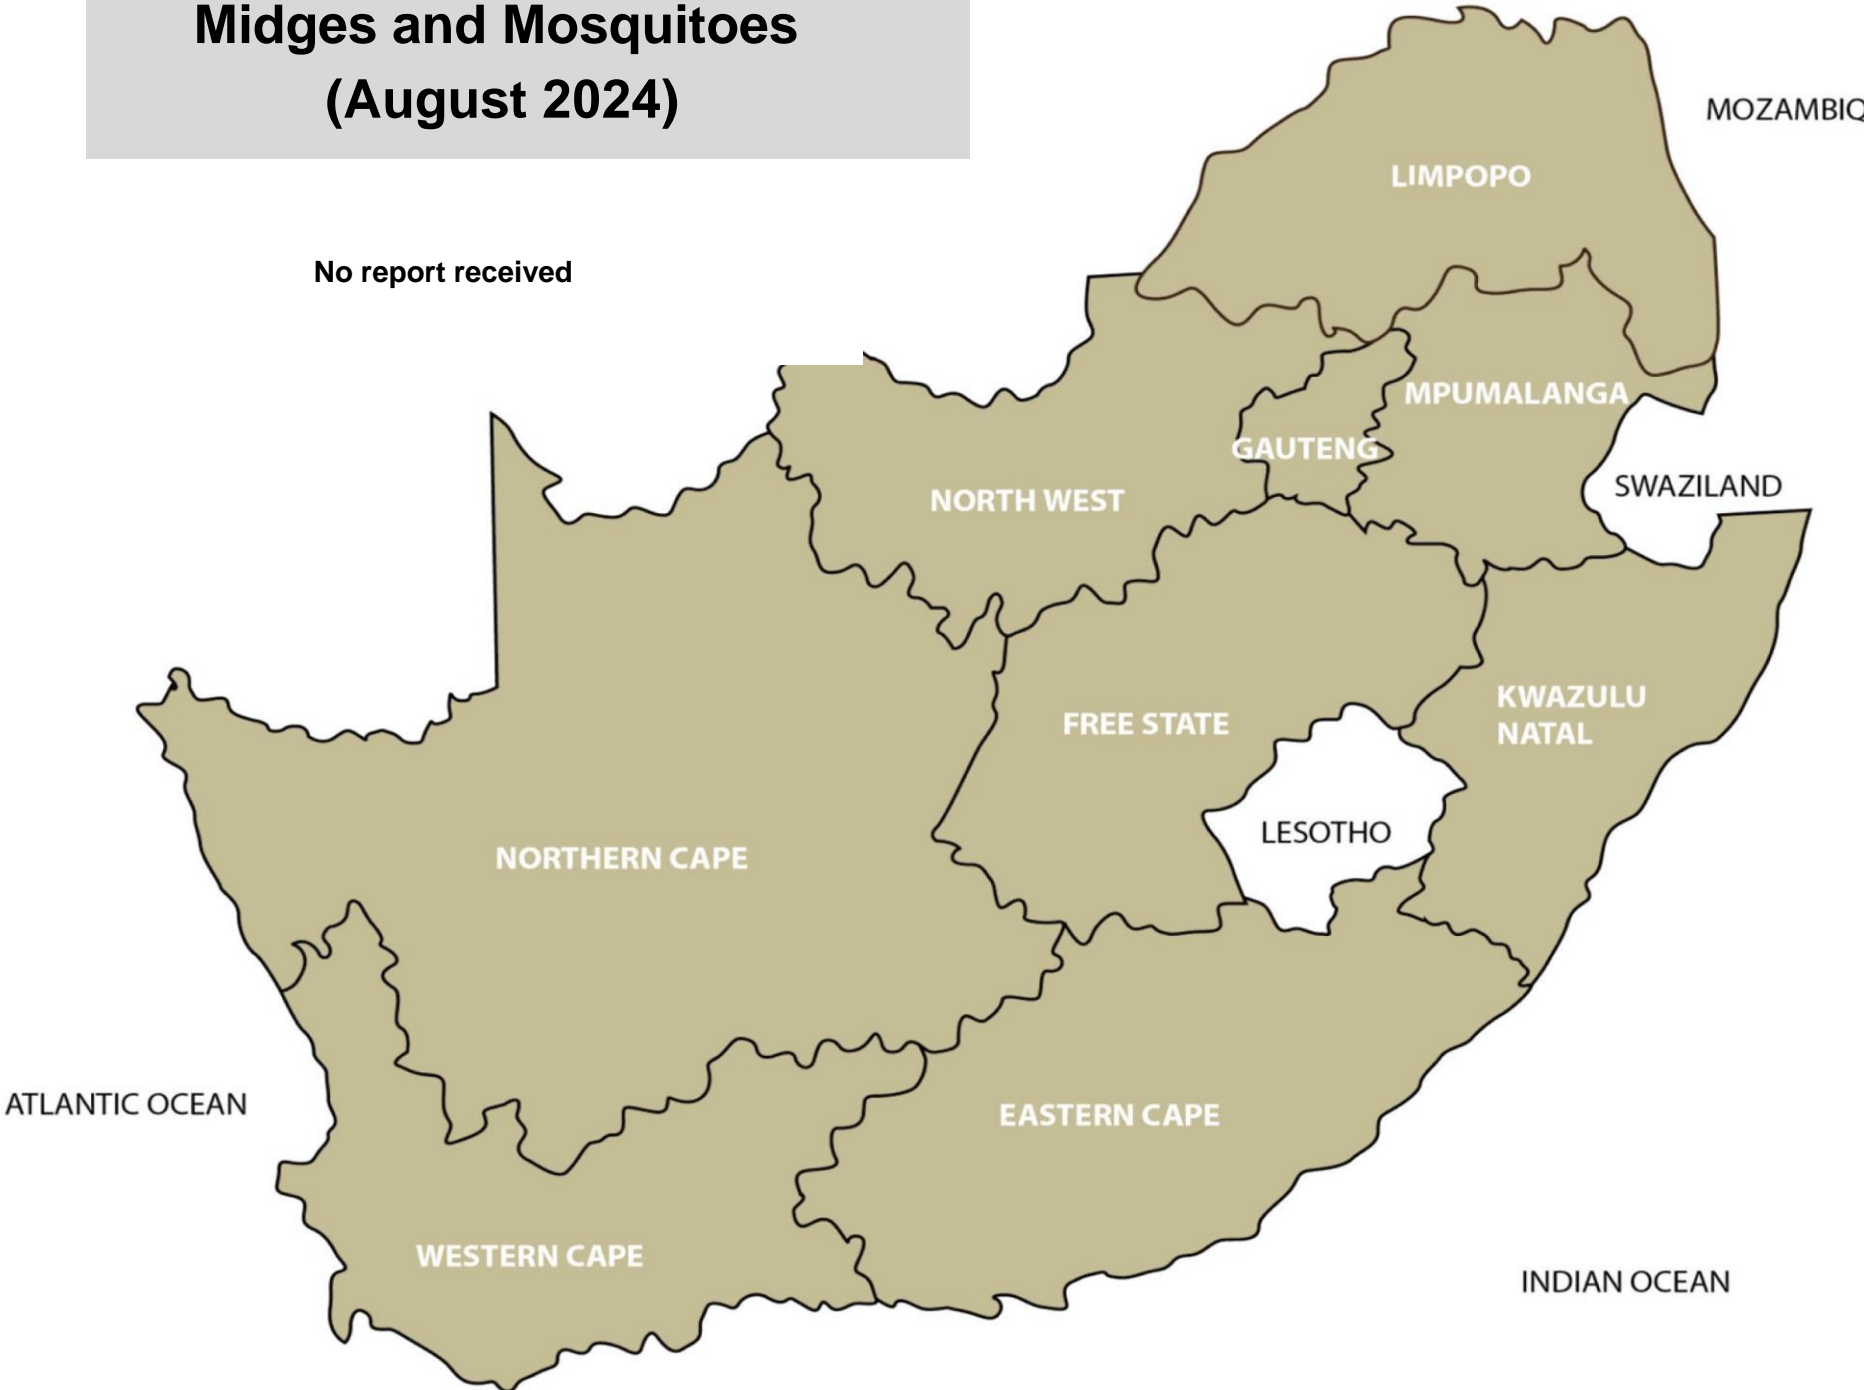 Midges and Mosquitoes
(August 2024)
MOZAMBIQ
LIMPOPO
No report received
MPUMALANGA
GAUTENG
SWAZILAND
NORTH WEST
KWAZULU
NATAL
FREE STATE
LESOTHO
NORTHERN CAPE
ATLANTIC OCEAN
EASTERN CAPE
WESTERN CAPE
INDIAN OCEAN